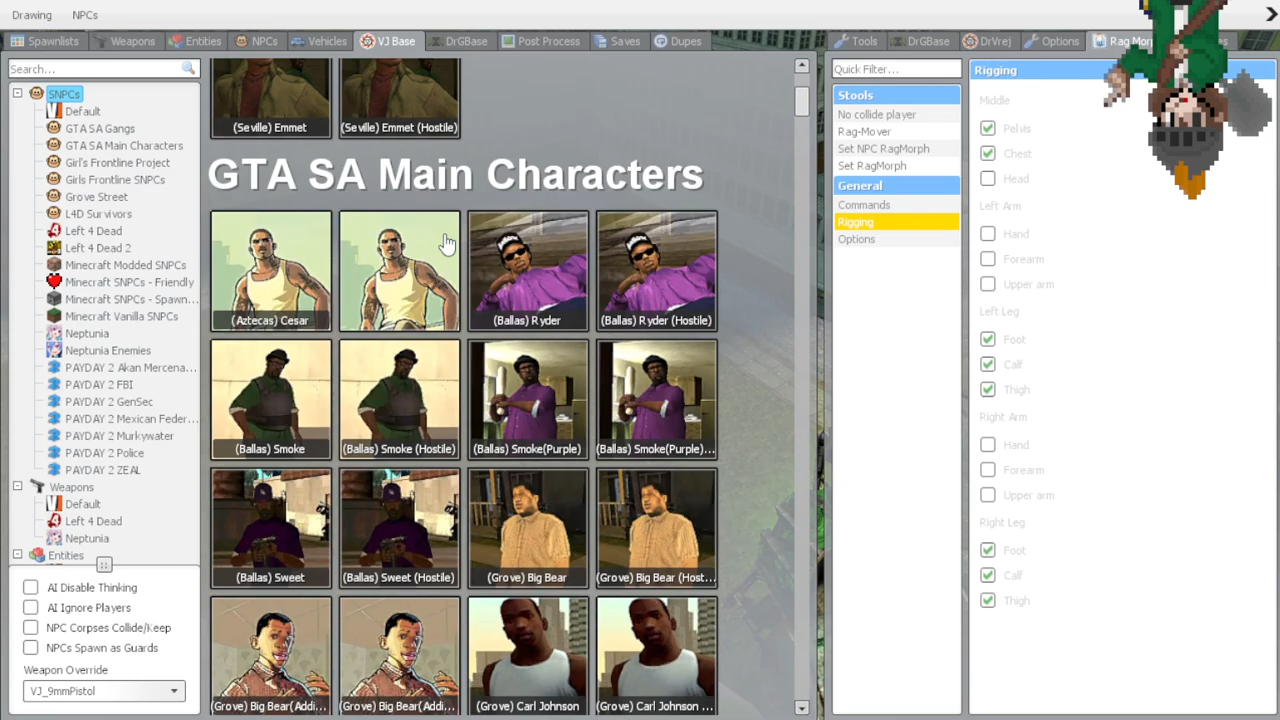 Drawing NPCs
Spawnlists Weapons Entities NPCs Vehicles VJ Base DrGBase Post Process Saves Dupes
Tools DrGBase DrVrej Options
Search...
SNPCs
Default
GTA SA Gangs
GTA SA Main Characters
Girl's Frontline Project
Girls Frontline SNPCs
Grove Street
L4D Survivors
Left 4 Dead
Left 4 Dead 2
Minecraft Modded SNPCs
Minecraft SNPCs - Friendly
Minecraft SNPCs - Spawn...
Minecraft Vanilla SNPCs
Neptunia
Neptunia Enemies
PAYDAY 2 Akan Mercena...
PAYDAY 2 FBI
PAYDAY 2 GenSec
PAYDAY 2 Mexican Feder...
PAYDAY 2 Murkywater
PAYDAY 2 Police
PAYDAY 2 ZEAL
Weapons
Default
Left 4 Dead
Neptunia
Entities
AI Disable Thinking
AI Ignore Players
NPC Corpses Collide/Keep
NPCs Spawn as Guards
Weapon Override
VJ_9mmPistol
(Seville) Emmet (Seville) Emmet (Hostile)
GTA SA Main Characters
(Aztecas) Cesar (Ballas) Ryder (Ballas) Ryder (Hostile)
(Ballas) Smoke (Ballas) Smoke (Hostile) (Ballas) Smoke(Purple) (Ballas) Smoke(Purple)...
(Ballas) Sweet (Ballas) Sweet (Hostile) (Grove) Big Bear (Grove) Big Bear (Host...
(Grove) Big Bear(Addi... (Grove) Big Bear(Addi... (Grove) Carl Johnson (Grove) Carl Johnson ...
Quick Filter...
Stools
No collide player
Rag-Mover
Set NPC RagMorph
Set RagMorph
General
Commands
Rigging
Options
Rigging
Middle
Pelvis
Chest
Head
Left Arm
Hand
Forearm
Upper arm
Left Leg
Foot
Calf
Thigh
Right Arm
Hand
Forearm
Upper arm
Right Leg
Foot
Calf
Thigh